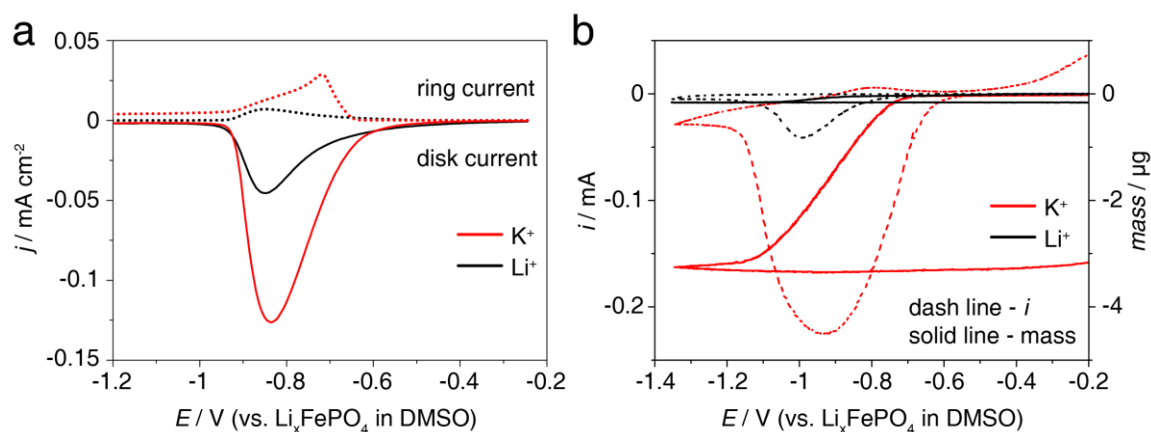 a
0.05
0
-0.05
-0.10
-0.15
j / mA cm⁻²
ring current
disk current
K⁺
Li⁺
-1.2
-1
-0.8
-0.6
-0.4
-0.2
E / V (vs. LiₓFePO₄ in DMSO)
b
0
-0.1
-0.2
i / mA
0
-2
-4
mass / µg
K⁺
Li⁺
dash line - i
solid line - mass
-1.4
-1.2
-1
-0.8
-0.6
-0.4
-0.2
E / V (vs. LiₓFePO₄ in DMSO)